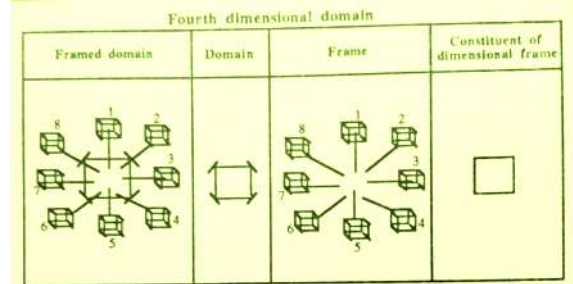 Fourth dimensional domain
Framed domain
Domain
Frame
Constituent of
dimensional frame
1
2
3
4
5
6
7
8
1
2
3
4
5
6
7
8